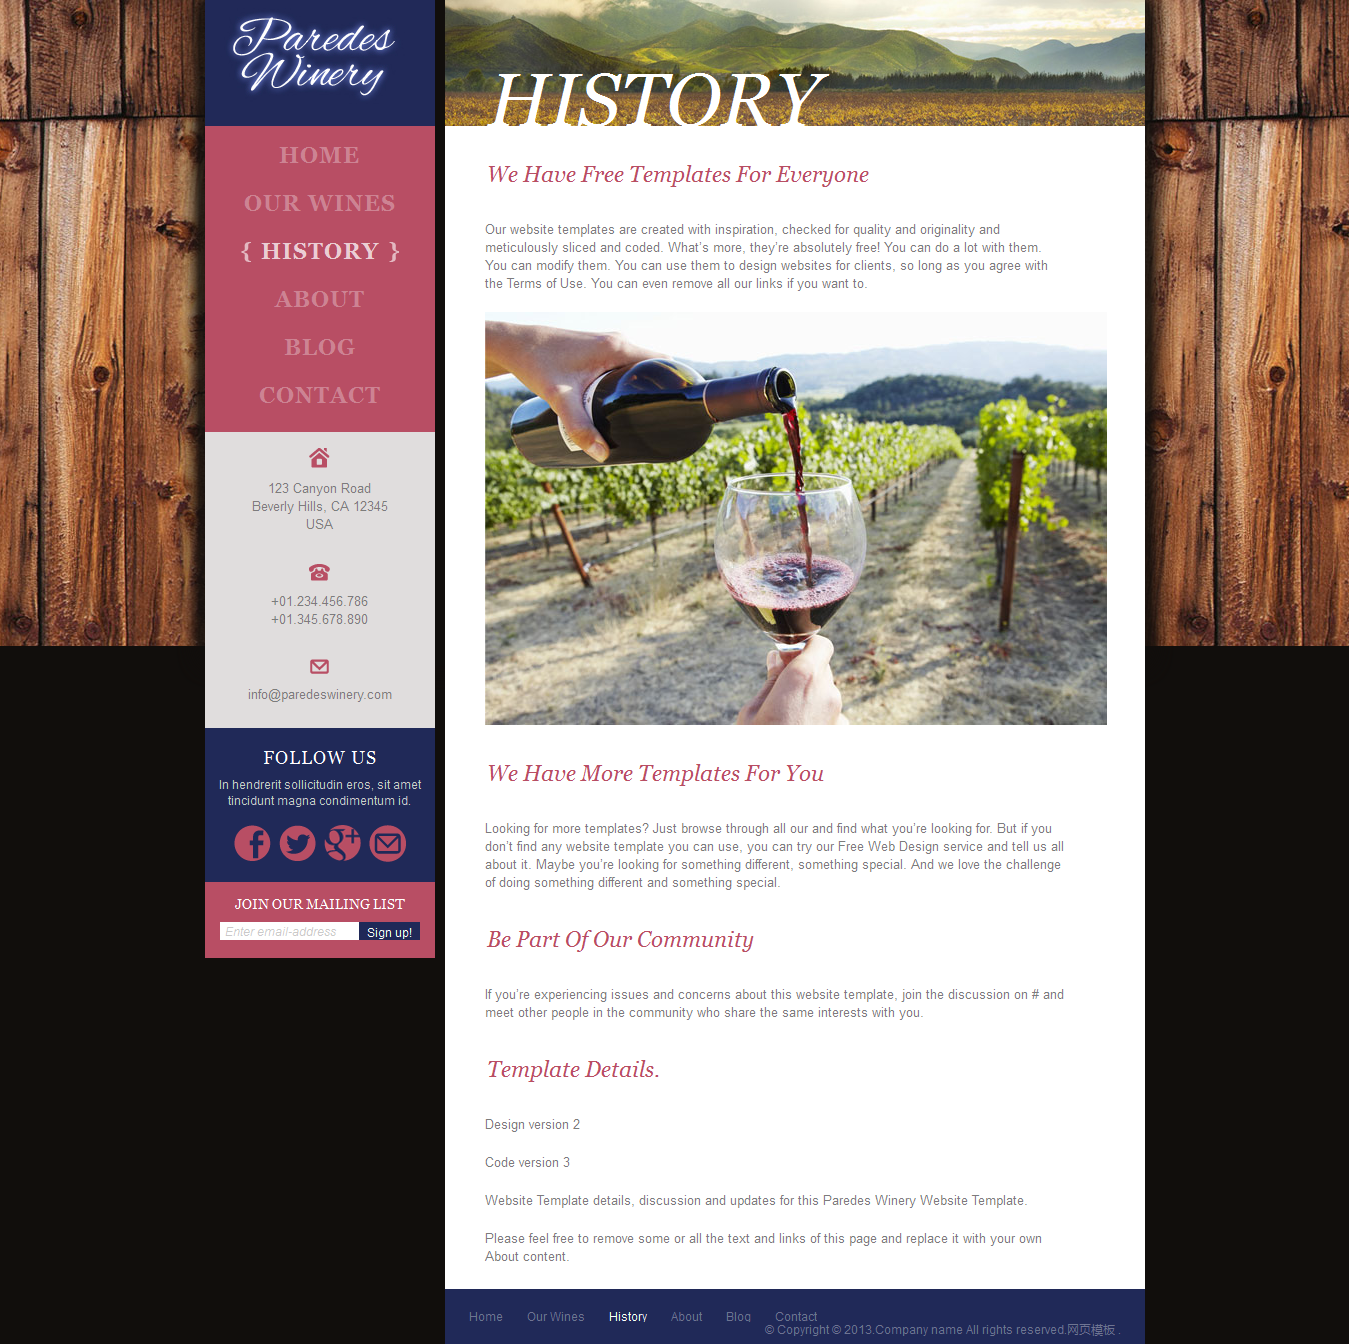 Paredes
Winery
HOME
OUR WINES
{ HISTORY }
ABOUT
BLOG
CONTACT
123 Canyon Road
Beverly Hills, CA 12345
USA
+01.234.456.786
+01.345.678.890
info@paredeswinery.com
FOLLOW US
In hendrerit sollicitudin eros, sit amet
tincidunt magna condimentum id.
JOIN OUR MAILING LIST
Enter email-address
Sign up!
HISTORY
We Have Free Templates For Everyone
Our website templates are created with inspiration, checked for quality and originality and
meticulously sliced and coded. What's more, they're absolutely free! You can do a lot with them.
You can modify them. You can use them to design websites for clients, so long as you agree with
the Terms of Use. You can even remove all our links if you want to.
We Have More Templates For You
Looking for more templates? Just browse through all our and find what you're looking for. But if you
don't find any website template you can use, you can try our Free Web Design service and tell us all
about it. Maybe you're looking for something different, something special. And we love the challenge
of doing something different and something special.
Be Part Of Our Community
If you're experiencing issues and concerns about this website template, join the discussion on # and
meet other people in the community who share the same interests with you.
Template Details.
Design version 2
Code version 3
Website Template details, discussion and updates for this Paredes Winery Website Template.
Please feel free to remove some or all the text and links of this page and replace it with your own
About content.
Home Our Wines History About Blog Contact
© Copyright © 2013.Company name All rights reserved.网页模板 .